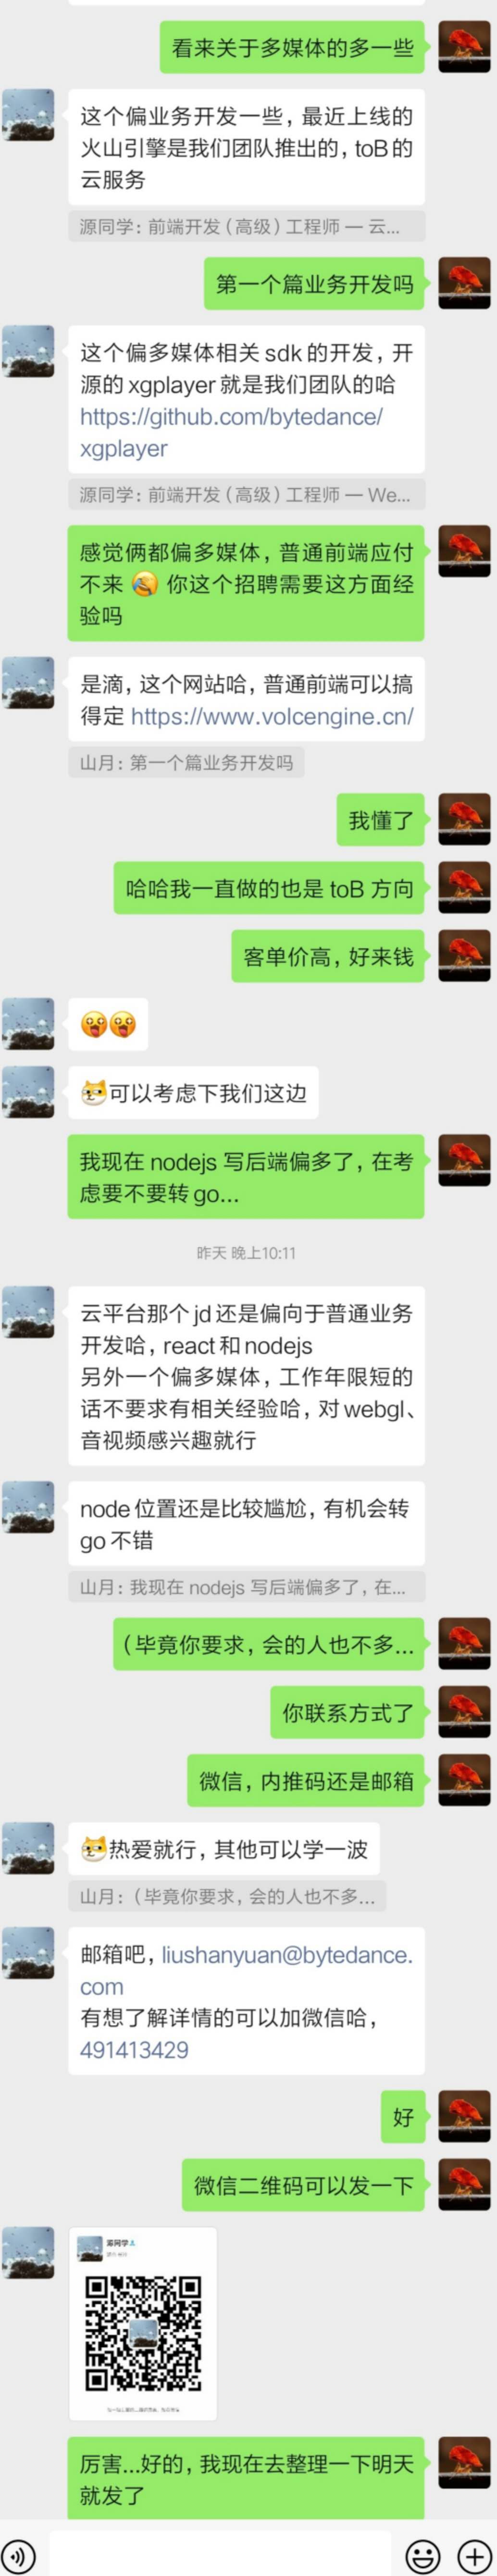 看来关于多媒体的多一些
这个偏业务开发一些，最近上线的
火山引擎是我们团队推出的，toB的
云服务
源同学：前端开发（高级）工程师 — 云...
第一个篇业务开发吗
这个偏多媒体相关 sdk 的开发，开
源的 xgplayer 就是我们团队的哈
https://github.com/bytedance/
xgplayer
源同学：前端开发（高级）工程师 — We...
感觉俩都偏多媒体，普通前端应付
不来 😂 你这个招聘需要这方面经
验吗
是滴，这个网站哈，普通前端可以搞
得定 https://www.volcengine.cn/
山月：第一个篇业务开发吗
我懂了
哈哈我一直做的也是 toB 方向
客单价高，好来钱
可以考虑下我们这边
我现在 nodejs 写后端偏多了，在考
虑要不要转 go...
昨天 晚上10:11
云平台那个 jd 还是偏向于普通业务
开发哈，react 和 nodejs
另外一个偏多媒体，工作年限短的
话不要求有相关经验哈，对 webgl、
音视频感兴趣就行
node 位置还是比较尴尬，有机会转
go 不错
山月：我现在 nodejs 写后端偏多了，在...
（毕竟你要求，会的人也不多...
你联系方式了
微信，内推码还是邮箱
热爱就行，其他可以学一波
山月：（毕竟你要求，会的人也不多...
邮箱吧，liushanyuan@bytedance.
com
有想了解详情的可以加微信哈，
491413429
好
微信二维码可以发一下
源同学
厉害...好的，我现在去整理一下明天
就发了